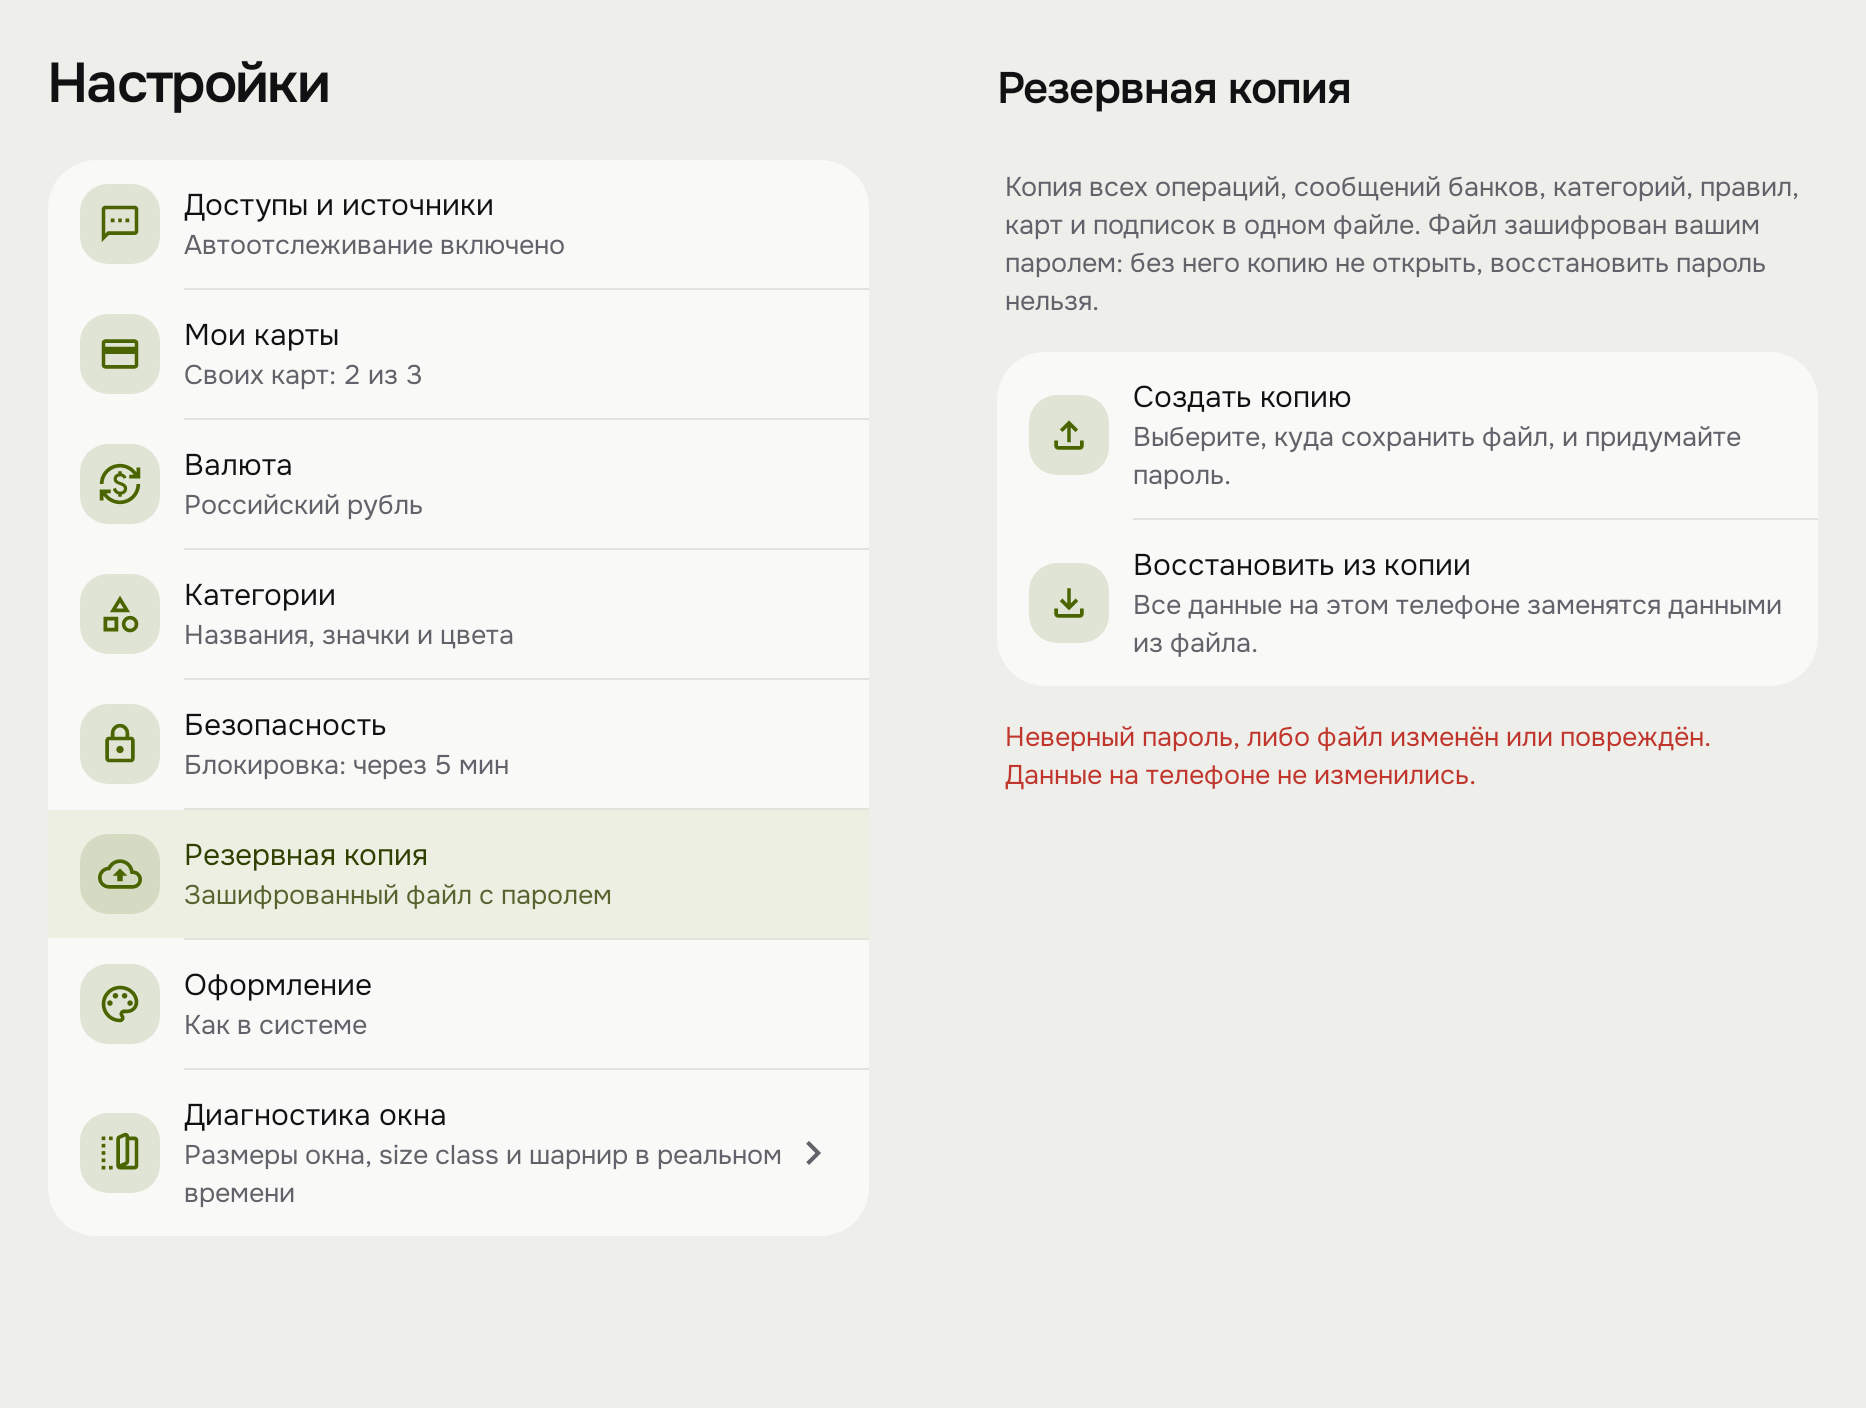 Настройки
Доступы и источники
Автоотслеживание включено
Мои карты
Своих карт: 2 из 3
Валюта
Российский рубль
Категории
Названия, значки и цвета
Безопасность
Блокировка: через 5 мин
Резервная копия
Зашифрованный файл с паролем
Оформление
Как в системе
Диагностика окна
Размеры окна, size class и шарнир в реальном
времени
Резервная копия
Копия всех операций, сообщений банков, категорий, правил,
карт и подписок в одном файле. Файл зашифрован вашим
паролем: без него копию не открыть, восстановить пароль
нельзя.
Создать копию
Выберите, куда сохранить файл, и придумайте
пароль.
Восстановить из копии
Все данные на этом телефоне заменятся данными
из файла.
Неверный пароль, либо файл изменён или повреждён.
Данные на телефоне не изменились.